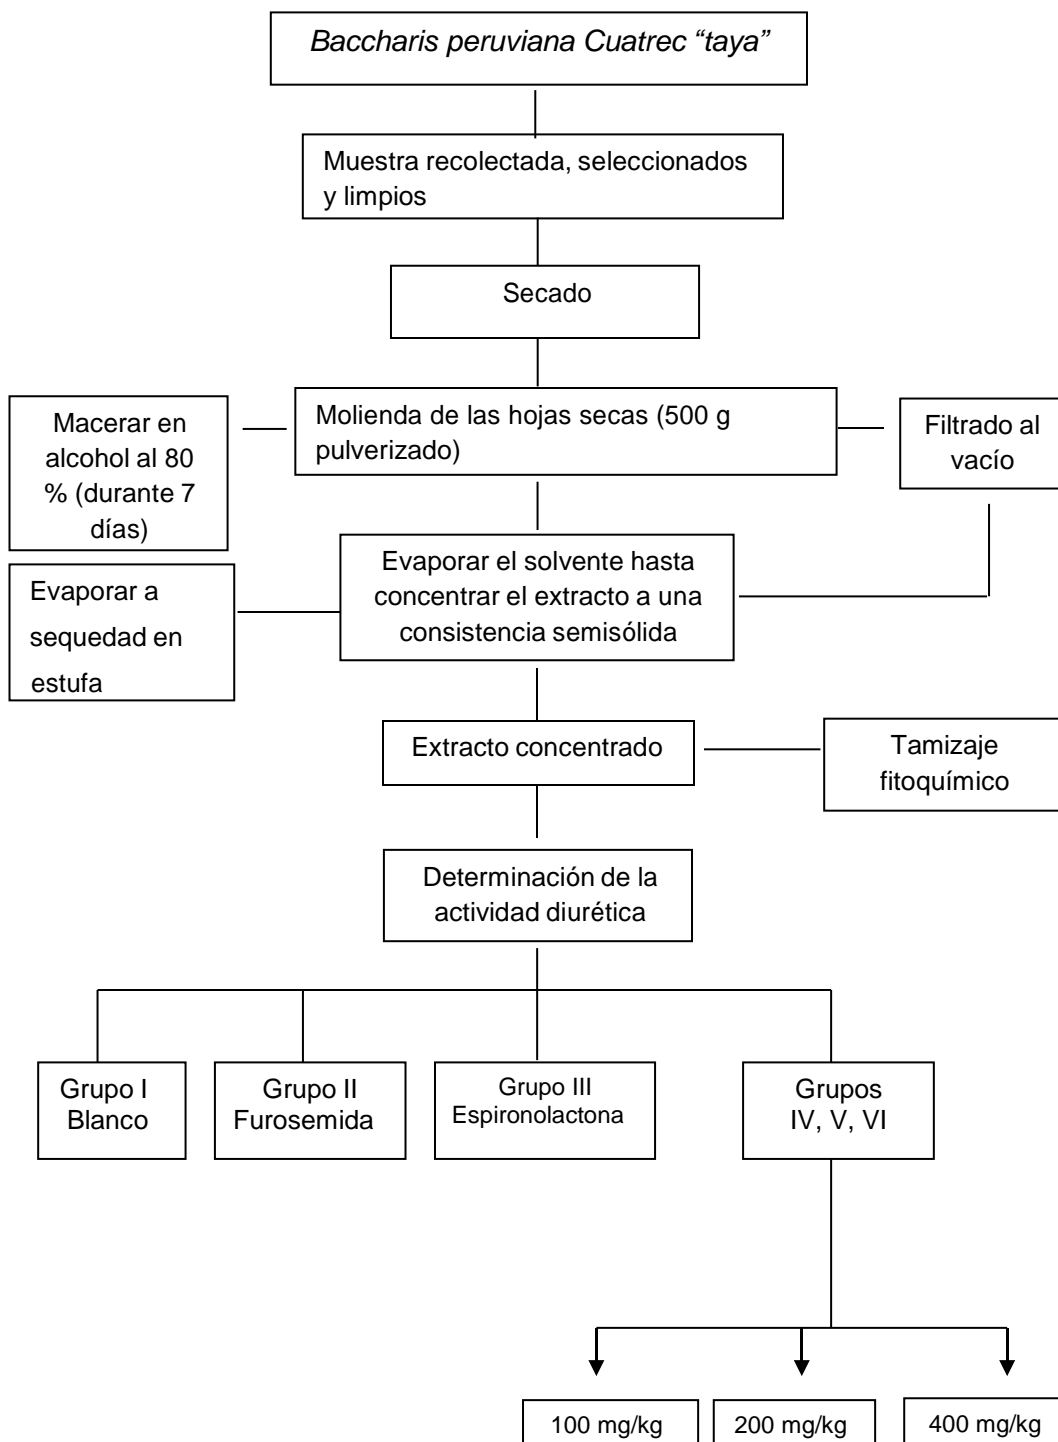 Baccharis peruviana Cuatrec “taya”
Muestra recolectada, seleccionados
y limpios
Secado
Macerar en
alcohol al 80
% (durante 7
días)
Molienda de las hojas secas (500 g
pulverizado)
Filtrado al
vacío
Evaporar a
sequedad en
estufa
Evaporar el solvente hasta
concentrar el extracto a una
consistencia semisólida
Extracto concentrado
Tamizaje
fitoquímico
Determinación de la
actividad diurética
Grupo I
Blanco
Grupo II
Furosemida
Grupo III
Espironolactona
Grupos
IV, V, VI
100 mg/kg
200 mg/kg
400 mg/kg